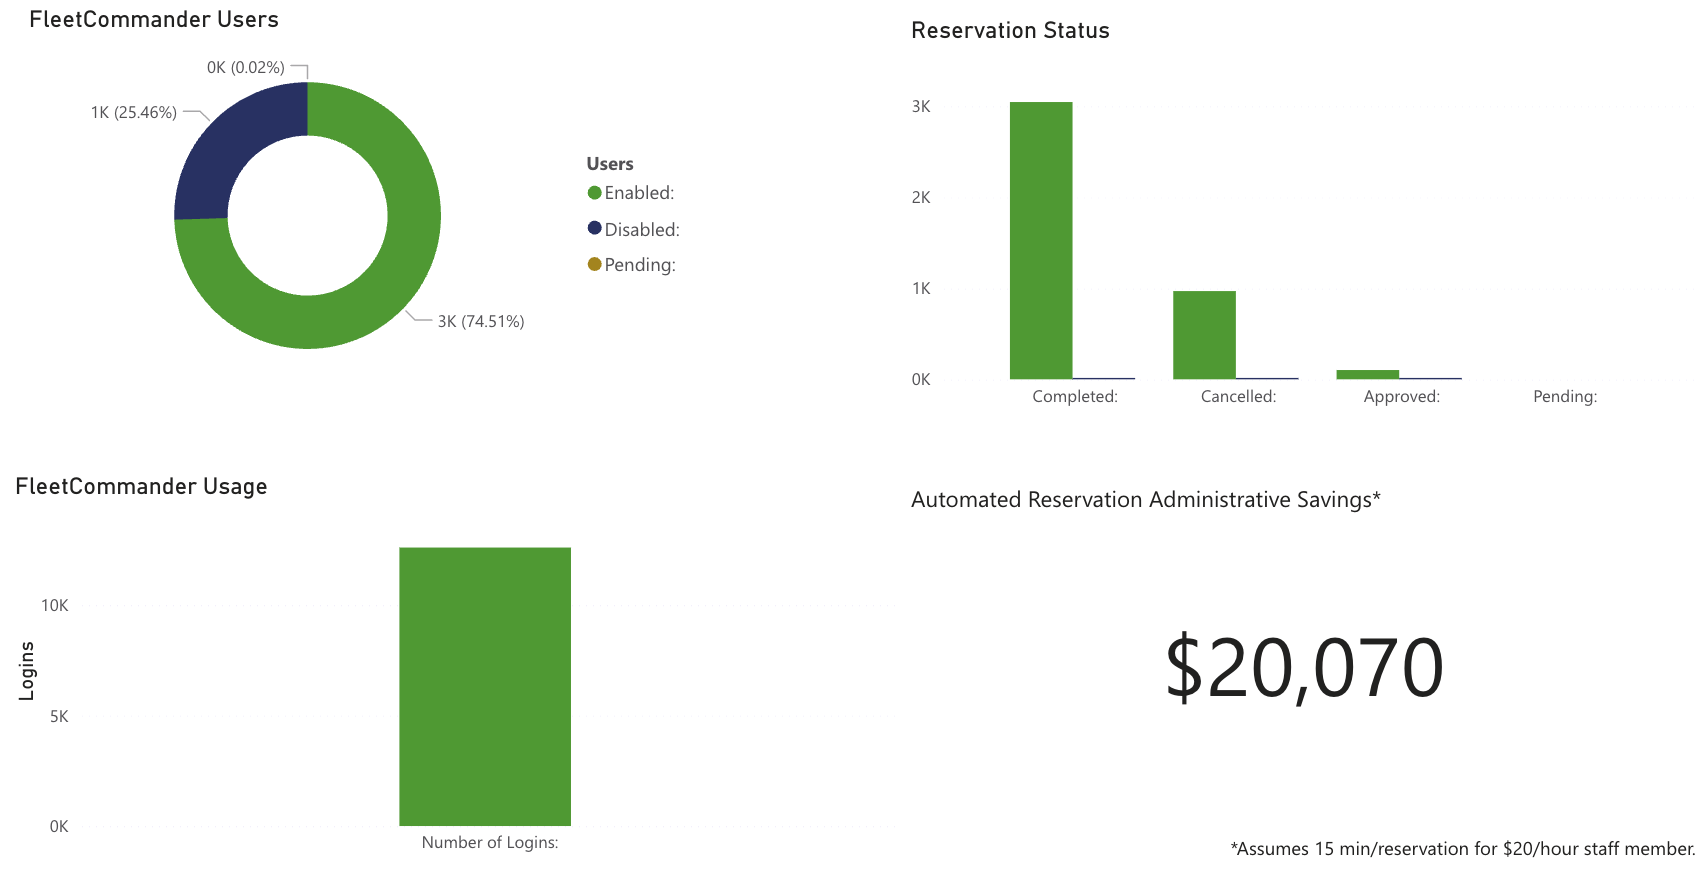 FleetCommander Users
0K (0.02%)
1K (25.46%)
3K (74.51%)
Users
Enabled:
Disabled:
Pending:
Reservation Status
3K
2K
1K
0K
Completed:
Cancelled:
Approved:
Pending:
FleetCommander Usage
Logins
10K
5K
0K
Number of Logins:
Automated Reservation Administrative Savings*
$20,070
*Assumes 15 min/reservation for $20/hour staff member.